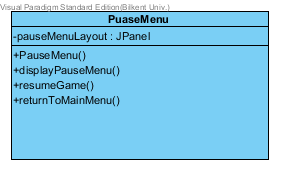 Visual Paradigm Standard Edition(Bilkent Univ.)
PuaseMenu
-pauseMenuLayout : JPanel
+PauseMenu()
+displayPauseMenu()
+resumeGame()
+returnToMainMenu()